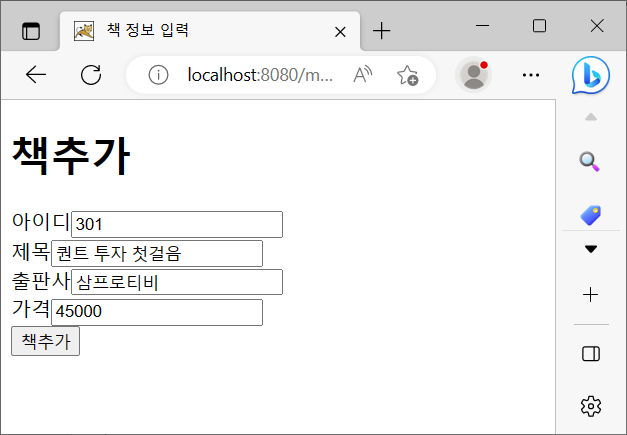 책 정보 입력
localhost:8080/m...
책추가
아이디 301
제목 퀀트 투자 첫걸음
출판사 삼프로티비
가격 45000
책추가